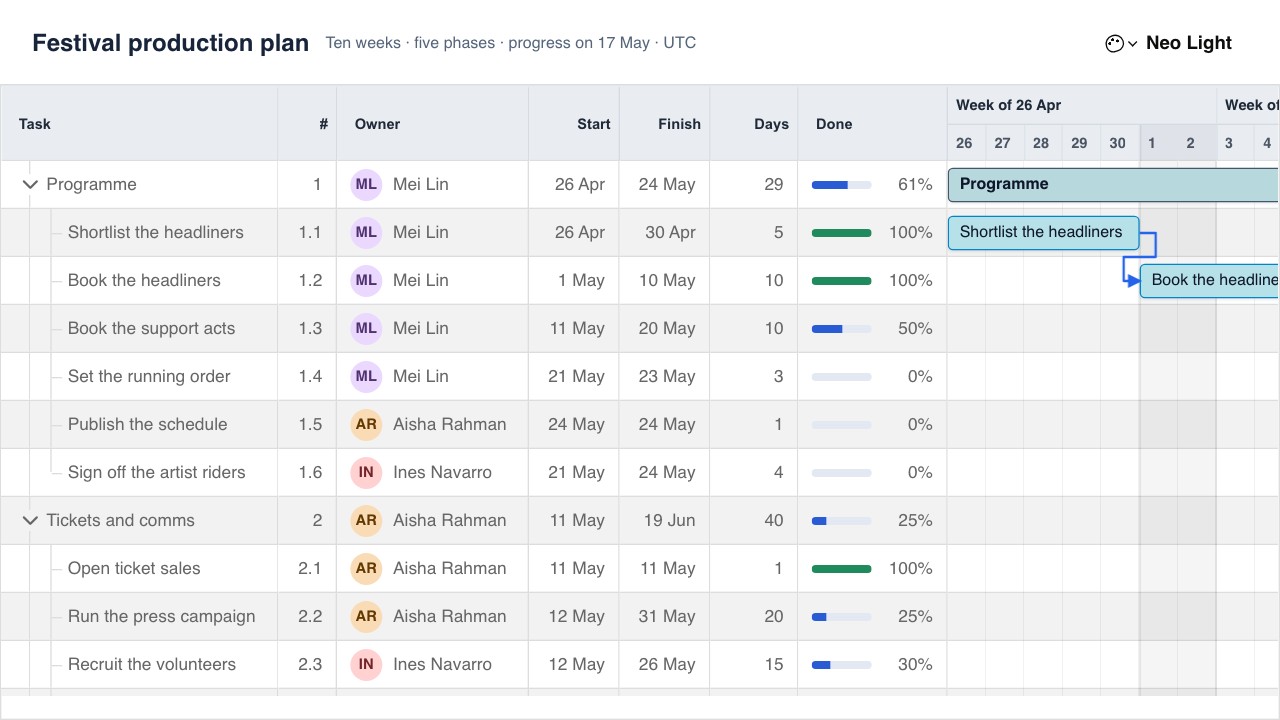 Festival production plan Ten weeks · five phases · progress on 17 May · UTC Neo Light
Task # Owner Start Finish Days Done Week of 26 Apr Week of
26 27 28 29 30 1 2 3 4
Programme 1 ML Mei Lin 26 Apr 24 May 29 61% Programme
Shortlist the headliners 1.1 ML Mei Lin 26 Apr 30 Apr 5 100% Shortlist the headliners
Book the headliners 1.2 ML Mei Lin 1 May 10 May 10 100% Book the headline
Book the support acts 1.3 ML Mei Lin 11 May 20 May 10 50%
Set the running order 1.4 ML Mei Lin 21 May 23 May 3 0%
Publish the schedule 1.5 AR Aisha Rahman 24 May 24 May 1 0%
Sign off the artist riders 1.6 IN Ines Navarro 21 May 24 May 4 0%
Tickets and comms 2 AR Aisha Rahman 11 May 19 Jun 40 25%
Open ticket sales 2.1 AR Aisha Rahman 11 May 11 May 1 100%
Run the press campaign 2.2 AR Aisha Rahman 12 May 31 May 20 25%
Recruit the volunteers 2.3 IN Ines Navarro 12 May 26 May 15 30%